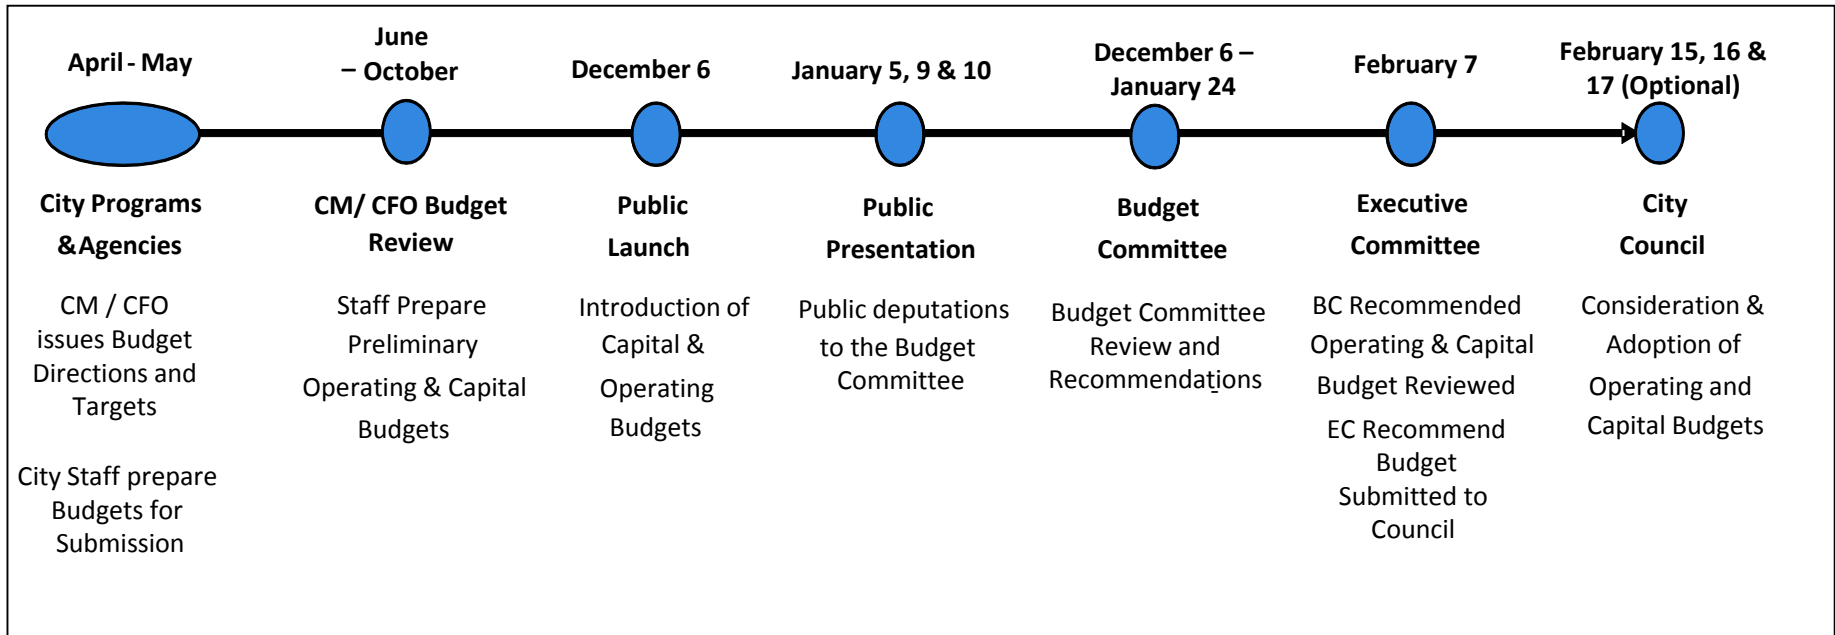 April - May
City Programs
&Agencies
CM / CFO
issues Budget
Directions and
Targets
City Staff prepare
Budgets for
Submission
June
– October
CM/ CFO Budget
Review
Staff Prepare
Preliminary
Operating & Capital
Budgets
December 6
Public
Launch
Introduction of
Capital &
Operating
Budgets
January 5, 9 & 10
Public
Presentation
Public deputations
to the Budget
Committee
December 6 –
January 24
Budget
Committee
Budget Committee
Review and
Recommendations
February 7
Executive
Committee
BC Recommended
Operating & Capital
Budget Reviewed
EC Recommend
Budget
Submitted to
Council
February 15, 16 &
17 (Optional)
City
Council
Consideration &
Adoption of
Operating and
Capital Budgets